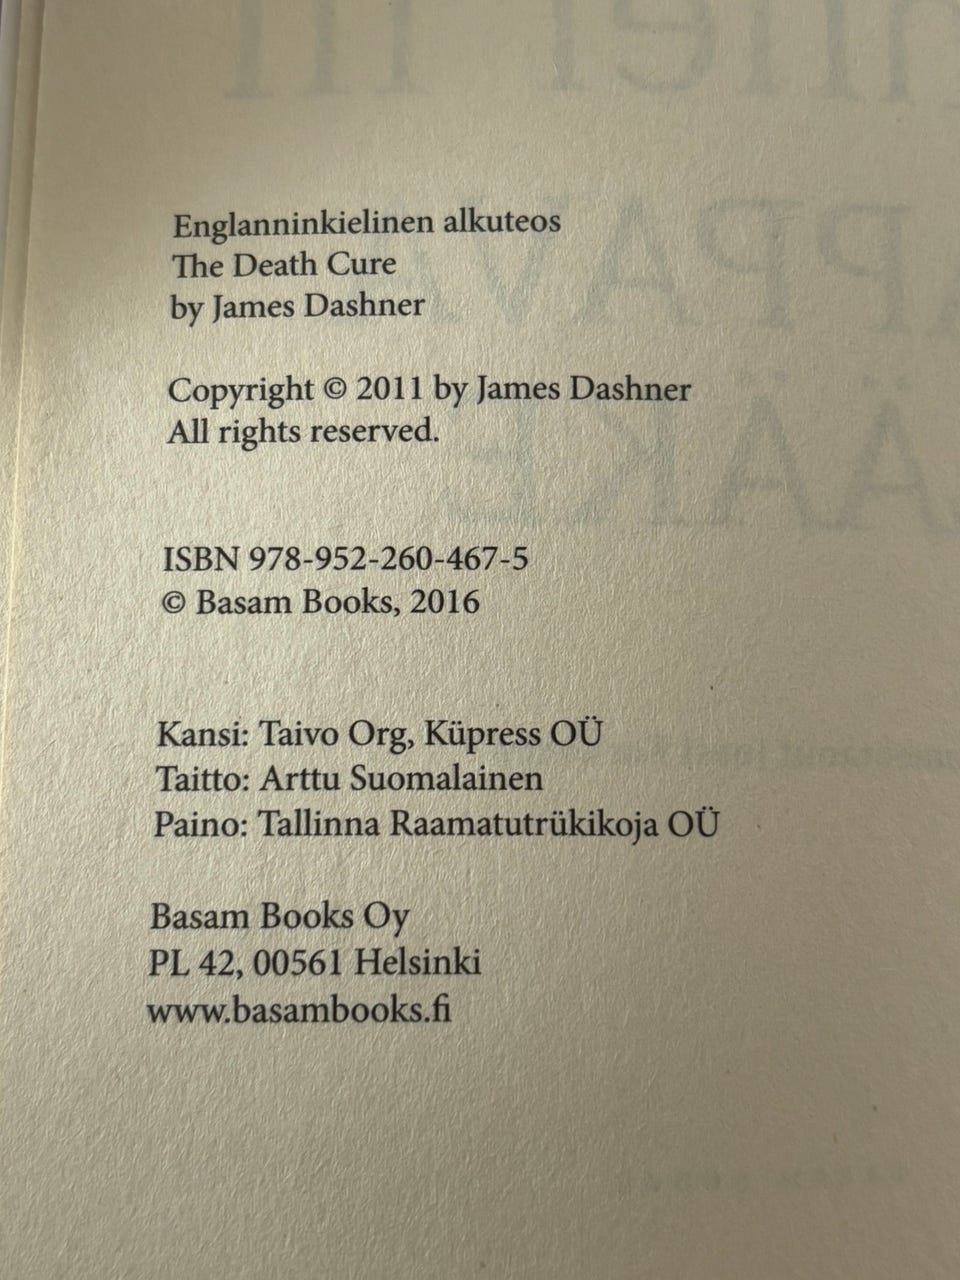 Englanninkielinen alkuteos
The Death Cure
by James Dashner
Copyright © 2011 by James Dashner
All rights reserved.
ISBN 978-952-260-467-5
© Basam Books, 2016
Kansi: Taivo Org, Küpress OÜ
Taitto: Arttu Suomalainen
Paino: Tallinna Raamatutrükikoja OÜ
Basam Books Oy
PL 42, 00561 Helsinki
www.basambooks.fi